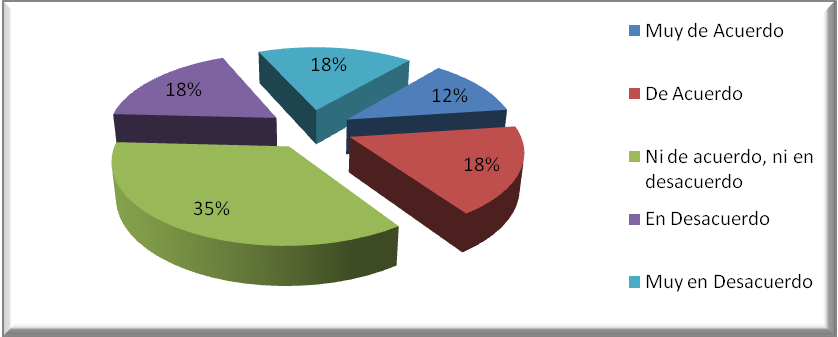 18%
12%
18%
18%
35%
Muy de Acuerdo
De Acuerdo
Ni de acuerdo, ni en
desacuerdo
En Desacuerdo
Muy en Desacuerdo